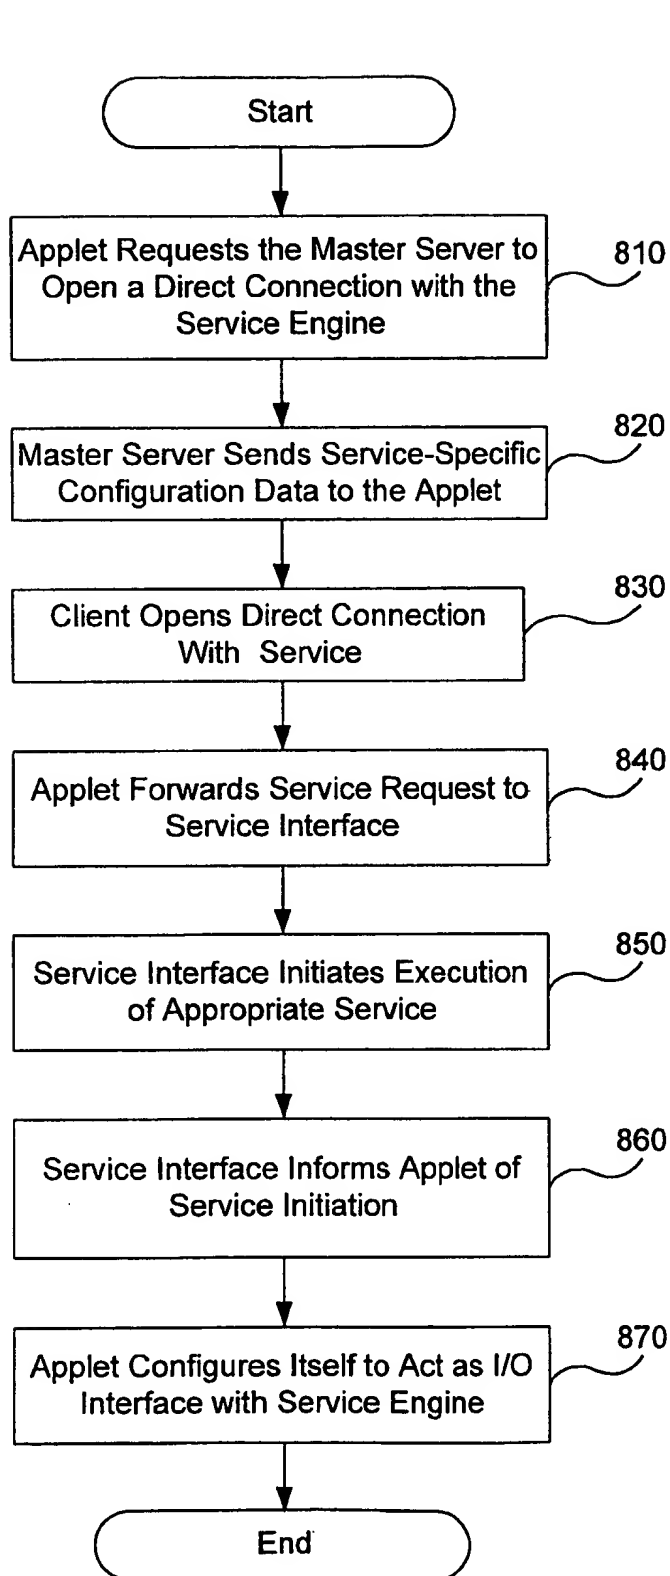 Start
Applet Requests the Master Server to
Open a Direct Connection with the
Service Engine
810
Master Server Sends Service-Specific
Configuration Data to the Applet
820
Client Opens Direct Connection
With Service
830
Applet Forwards Service Request to
Service Interface
840
Service Interface Initiates Execution
of Appropriate Service
850
Service Interface Informs Applet of
Service Initiation
860
Applet Configures Itself to Act as I/O
Interface with Service Engine
870
End